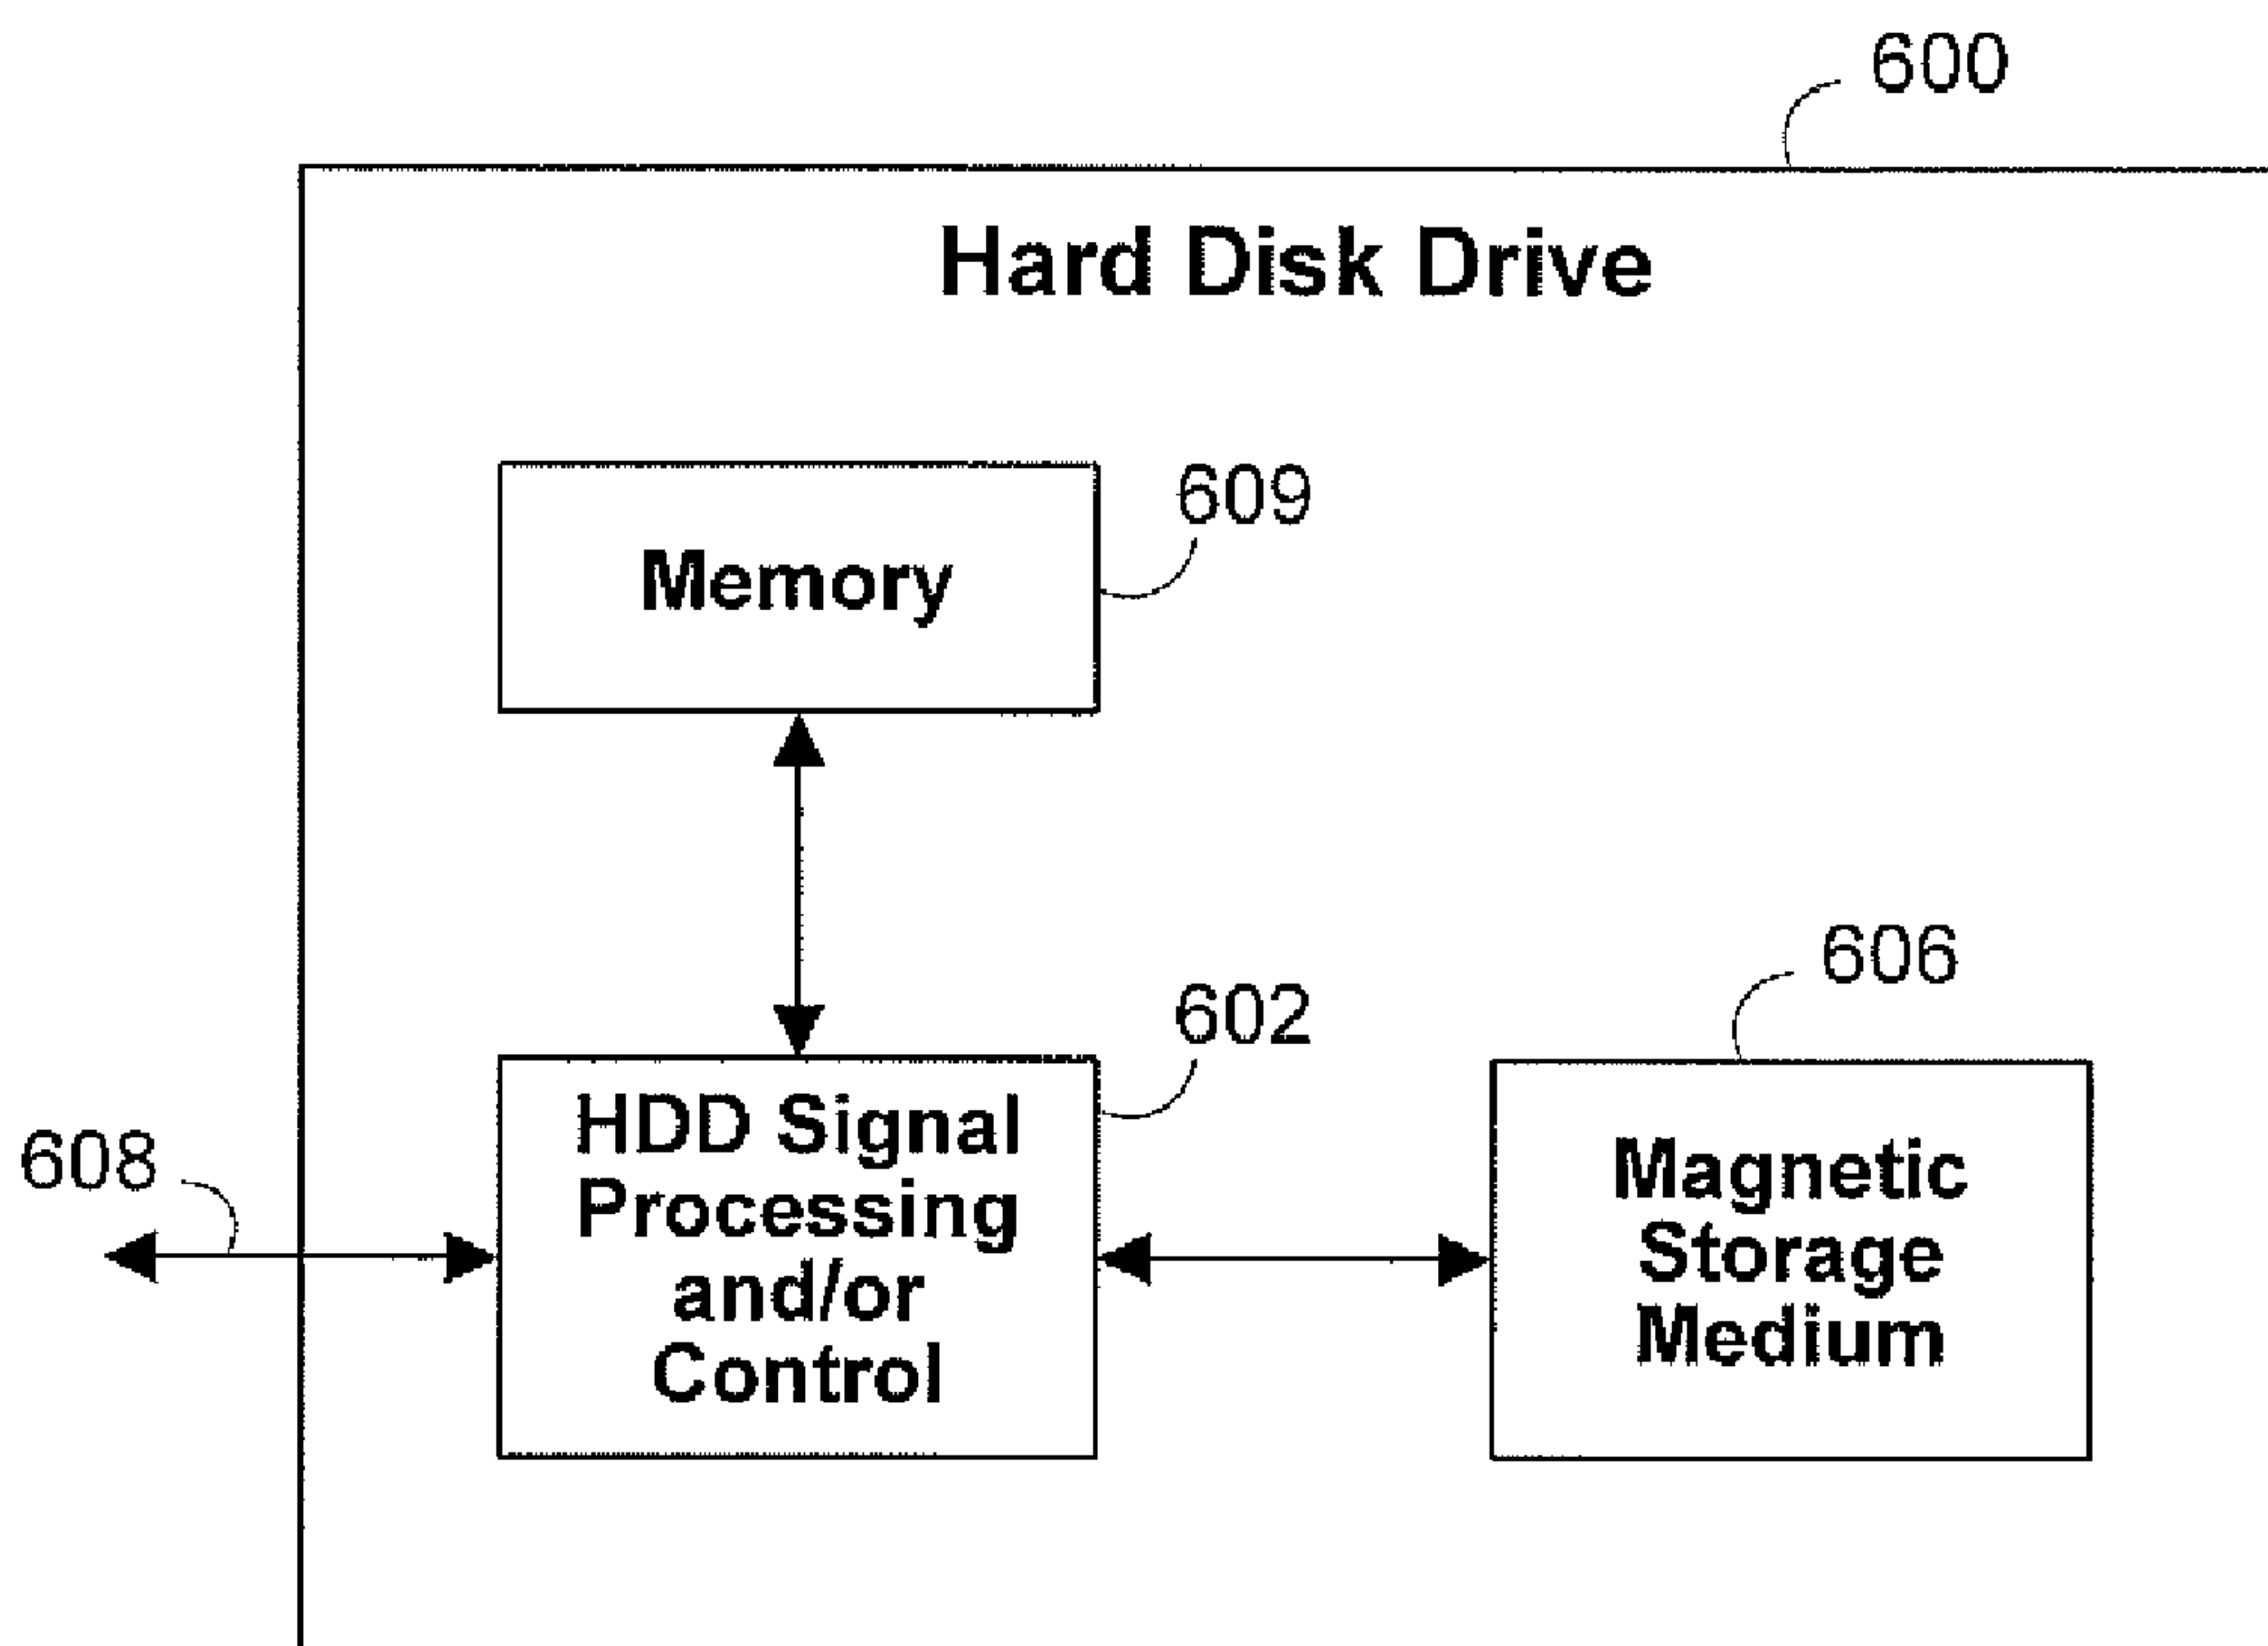 600
Hard Disk Drive
609
Memory
606
602
HDD Signal
Processing
and/or
Control
608
Magnetic
Storage
Medium